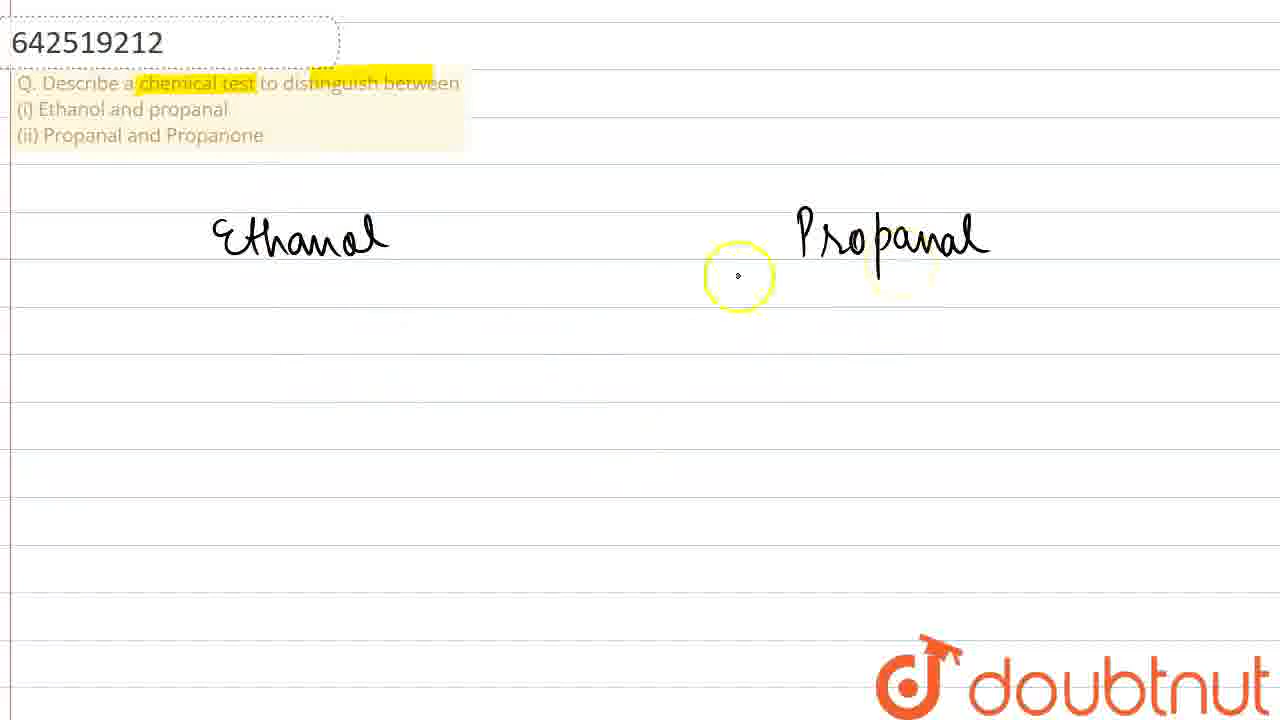 642519212
Q. Describe a chemical test to distinguish between
(i) Ethanol and propanal
(ii) Propanal and Propanone
Ethanol Propanal
doubtnut